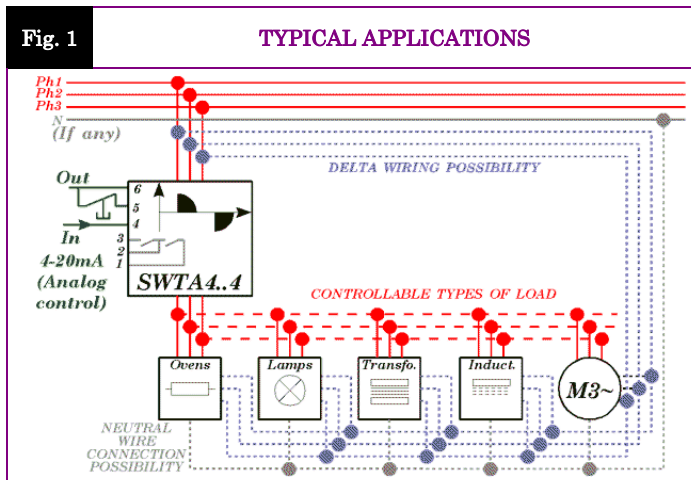 Fig. 1
TYPICAL APPLICATIONS
Ph1
Ph2
Ph3
N
(If any)
DELTA WIRING POSSIBILITY
Out
6
5
4
In
3
2
1
4-20mA
(Analog
control)
SWTA4..4
CONTROLLABLE TYPES OF LOAD
Ovens
Lamps
Transfo.
Induct.
M3~
NEUTRAL
WIRE
CONNECTION
POSSIBILITY